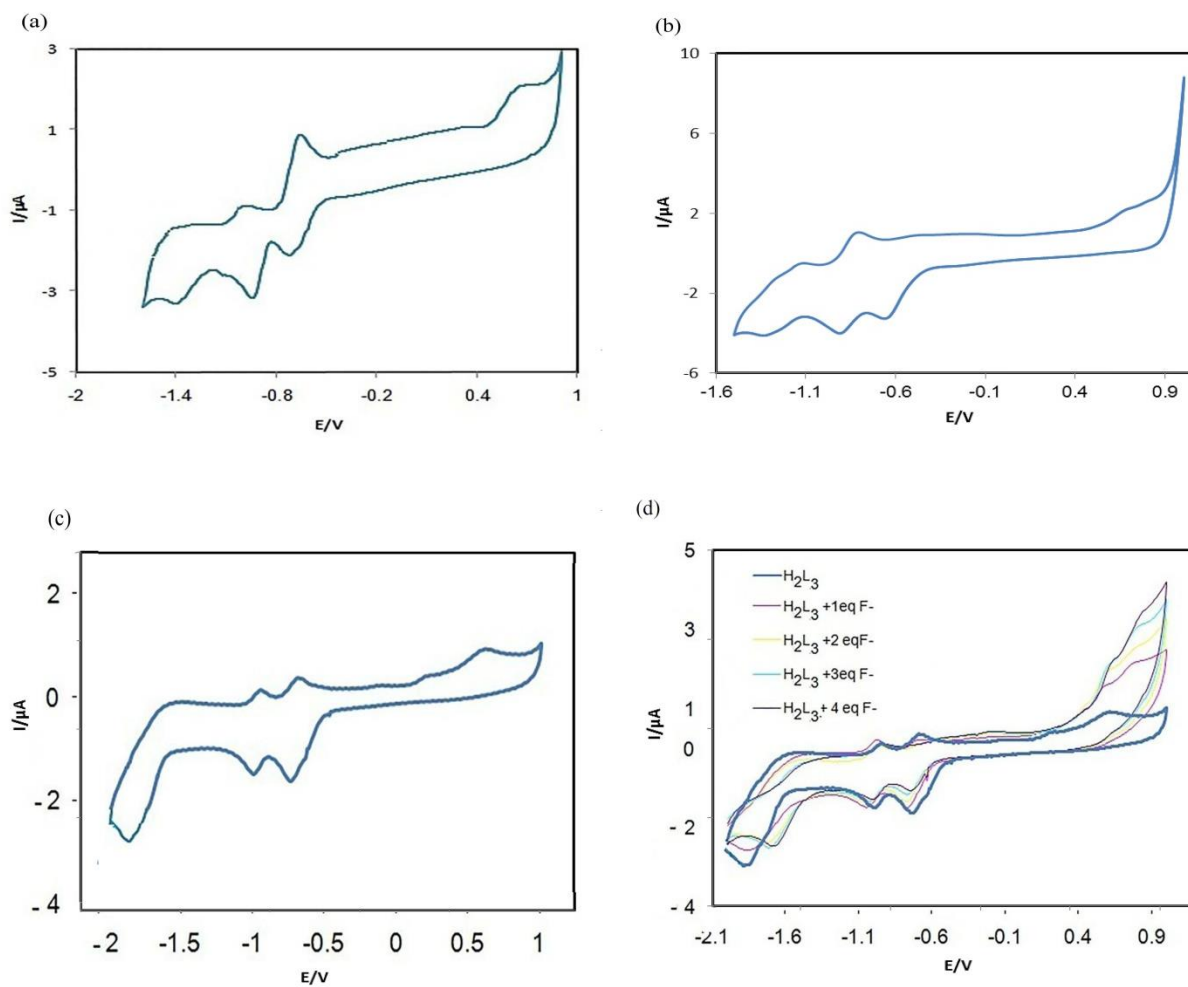 (a)
3
1
-1
-3
-5
I/µA
-2 -1.4 -0.8 -0.2 0.4 1
E/V
(b)
10
6
2
-2
-6
I/µA
-1.6 -1.1 -0.6 -0.1 0.4 0.9
E/V
(c)
2
0
- 2
- 4
I/µA
-2 -1.5 -1 -0.5 0 0.5 1
E/V
(d)
5
3
1
0
- 2
- 4
I/µA
H2L3
H2L3 +1eq F-
H2L3 +2 eqF-
H2L3 +3eq F-
H2L3.+ 4 eq F-
-2.1 -1.6 -1.1 -0.6 -0.1 0.4 0.9
E/V